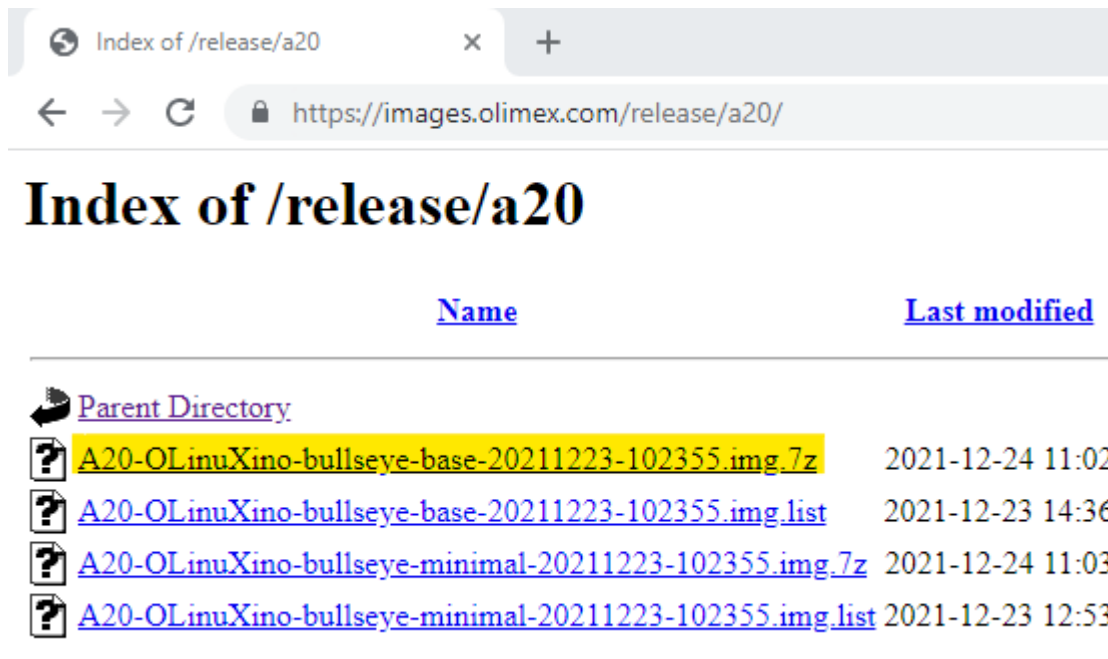 Index of /release/a20
https://images.olimex.com/release/a20/
Index of /release/a20
Name Last modified
Parent Directory
A20-OLinuXino-bullseye-base-20211223-102355.img.7z 2021-12-24 11:02
A20-OLinuXino-bullseye-base-20211223-102355.img.list 2021-12-23 14:36
A20-OLinuXino-bullseye-minimal-20211223-102355.img.7z 2021-12-24 11:03
A20-OLinuXino-bullseye-minimal-20211223-102355.img.list 2021-12-23 12:53